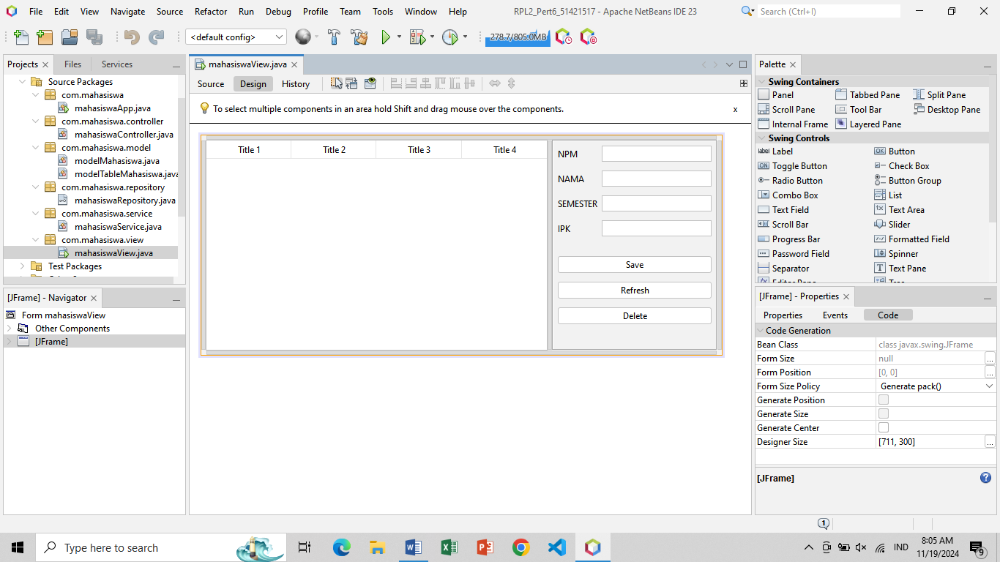 File Edit View Navigate Source Refactor Run Debug Profile Team Tools Window Help RPL2_Pert6_51421517 - Apache NetBeans IDE 23 Search (Ctrl+I)
<default config> 278.7/805.0MB
Projects Files Services
Source Packages
com.mahasiswa
mahasiswaApp.java
com.mahasiswa.controller
mahasiswaController.java
com.mahasiswa.model
modelMahasiswa.java
modelTableMahasiswa.java
com.mahasiswa.repository
mahasiswaRepository.java
com.mahasiswa.service
mahasiswaService.java
com.mahasiswa.view
mahasiswaView.java
Test Packages
[JFrame] - Navigator
Form mahasiswaView
Other Components
[JFrame]
mahasiswaView.java
Source Design History
To select multiple components in an area hold Shift and drag mouse over the components. x
Title 1 Title 2 Title 3 Title 4
NPM
NAMA
SEMESTER
IPK
Save
Refresh
Delete
Palette
Swing Containers
Panel Tabbed Pane Split Pane
Scroll Pane Tool Bar Desktop Pane
Internal Frame Layered Pane
Swing Controls
Label Button
Toggle Button Check Box
Radio Button Button Group
Combo Box List
Text Field Text Area
Scroll Bar Slider
Progress Bar Formatted Field
Password Field Spinner
Separator Text Pane
Editor Pane Tree
[JFrame] - Properties
Properties Events Code
Code Generation
Bean Class class javax.swing.JFrame
Form Size null ...
Form Position [0, 0] ...
Form Size Policy Generate pack()
Generate Position
Generate Size
Generate Center
Designer Size [711, 300] ...
[JFrame]
1
Type here to search
IND
8:05 AM
11/19/2024
9